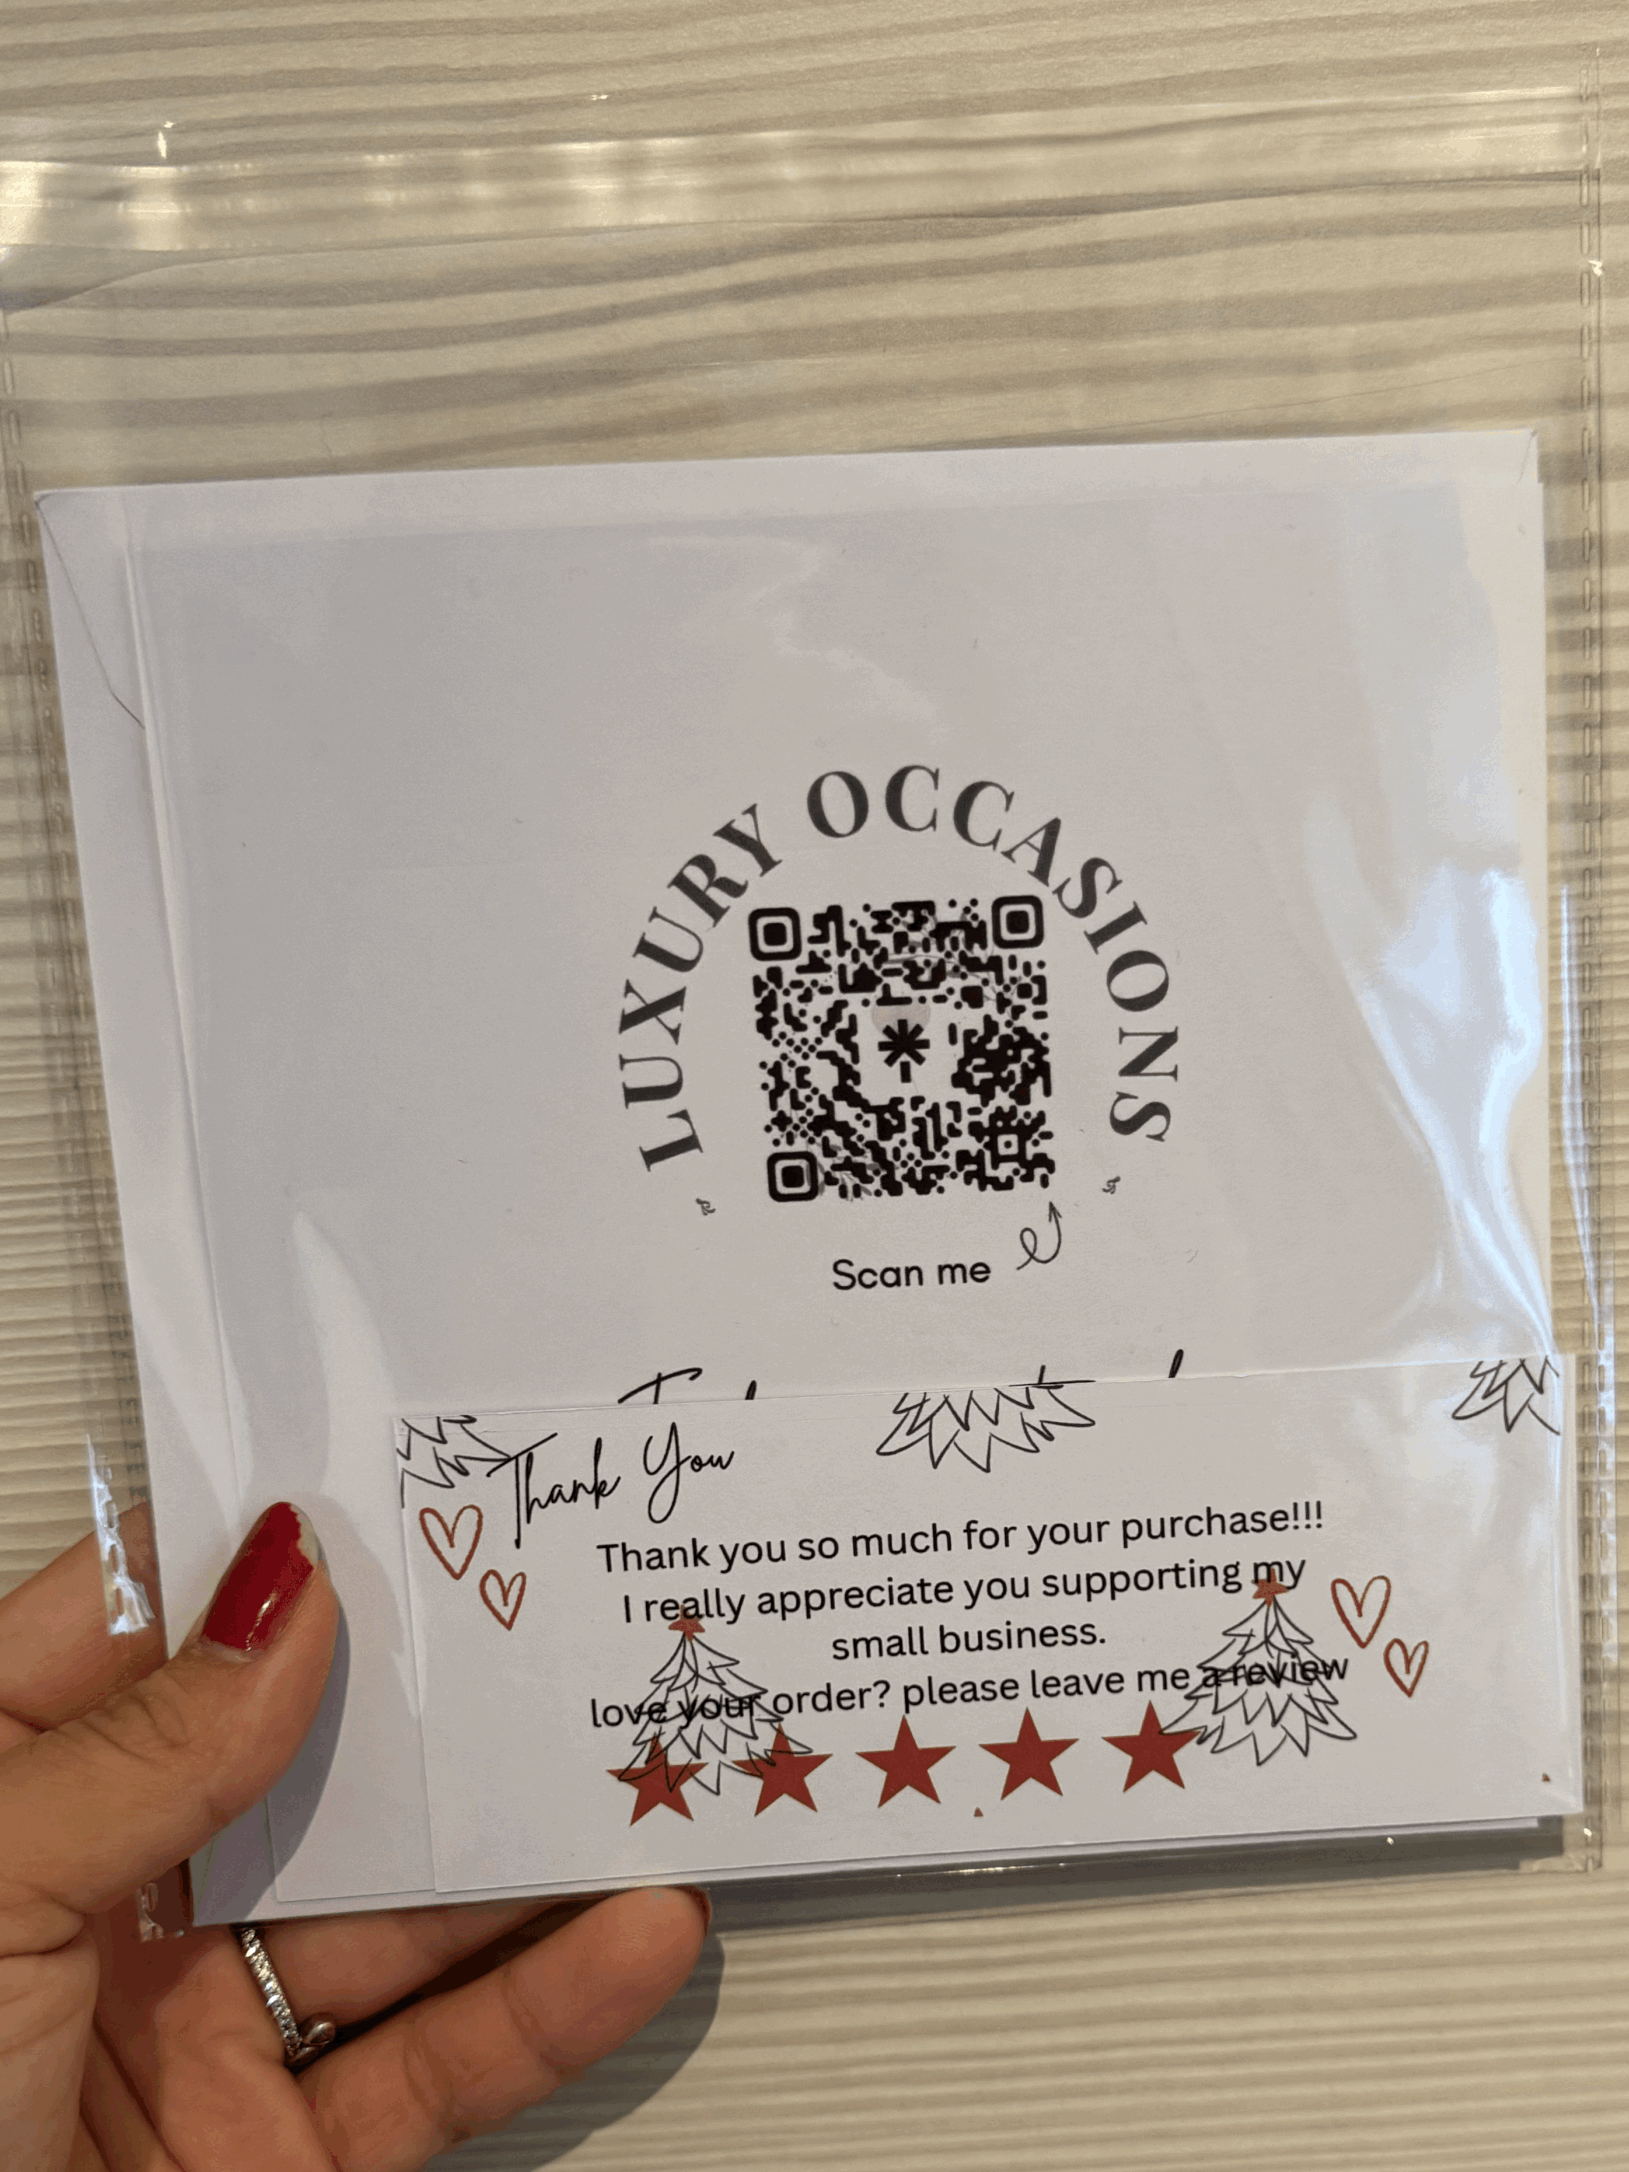 LUXURY OCCASIONS
Scan me
Thank You
Thank you so much for your purchase!!!
I really appreciate you supporting my
small business.
love your order? please leave me a review